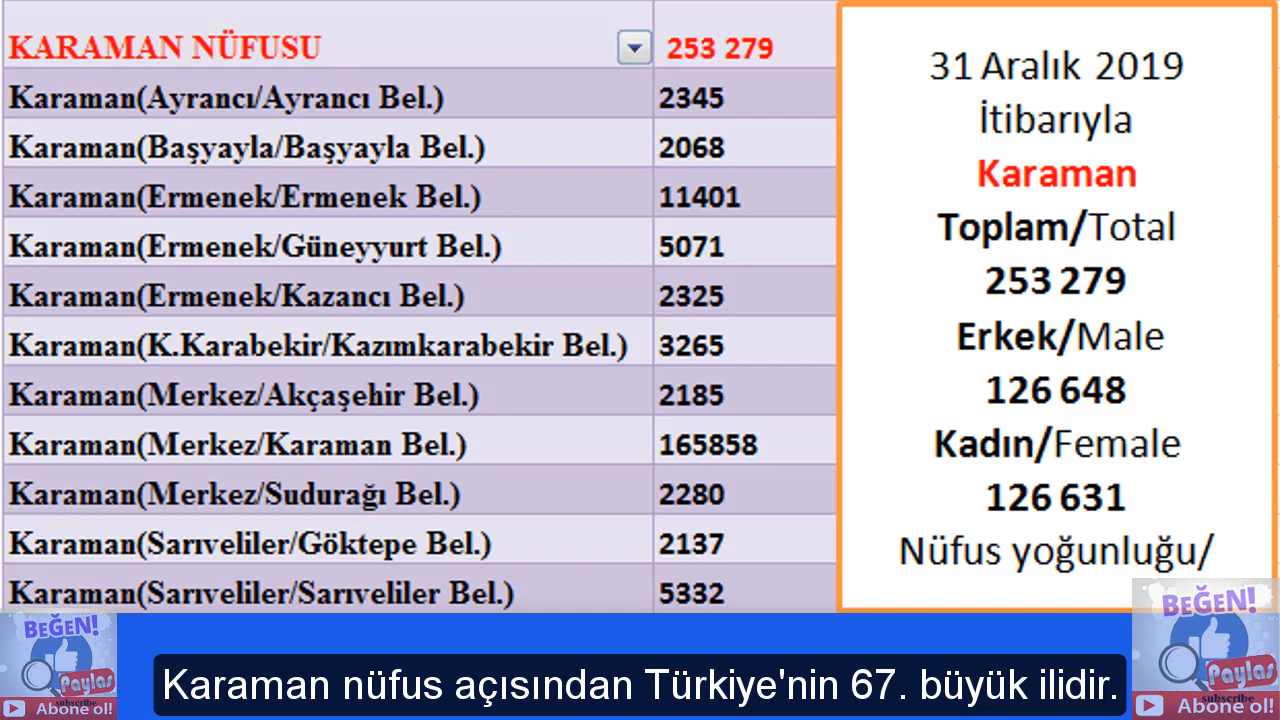 KARAMAN NÜFUSU 253 279
Karaman(Ayrancı/Ayrancı Bel.) 2345
Karaman(Başyayla/Başyayla Bel.) 2068
Karaman(Ermenek/Ermenek Bel.) 11401
Karaman(Ermenek/Güneyyurt Bel.) 5071
Karaman(Ermenek/Kazancı Bel.) 2325
Karaman(K.Karabekir/Kazımkarabekir Bel.) 3265
Karaman(Merkez/Akçaşehir Bel.) 2185
Karaman(Merkez/Karaman Bel.) 165858
Karaman(Merkez/Sudurağı Bel.) 2280
Karaman(Sarıveliler/Göktepe Bel.) 2137
Karaman(Sarıveliler/Sarıveliler Bel.) 5332
31 Aralık 2019
İtibarıyla
Karaman
Toplam/Total
253 279
Erkek/Male
126 648
Kadın/Female
126 631
Nüfus yoğunluğu/
BEĞEN!
Paylaş
subscribe
Abone ol!
Karaman nüfus açısından Türkiye'nin 67. büyük ilidir.
BEĞEN!
Paylaş
subscribe
Abone ol!